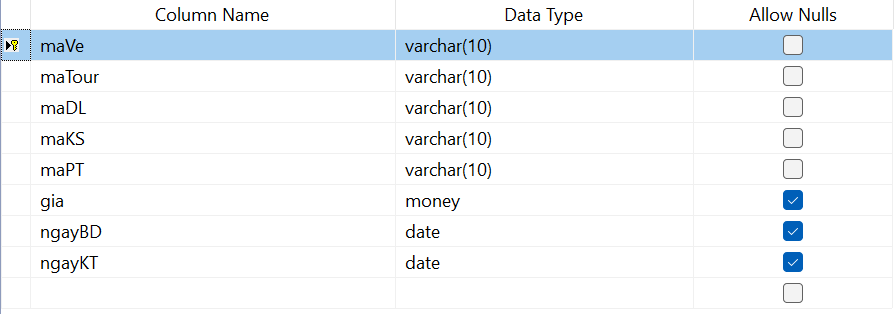 Column Name Data Type Allow Nulls
maVe varchar(10)
maTour varchar(10)
maDL varchar(10)
maKS varchar(10)
maPT varchar(10)
gia money
ngayBD date
ngayKT date